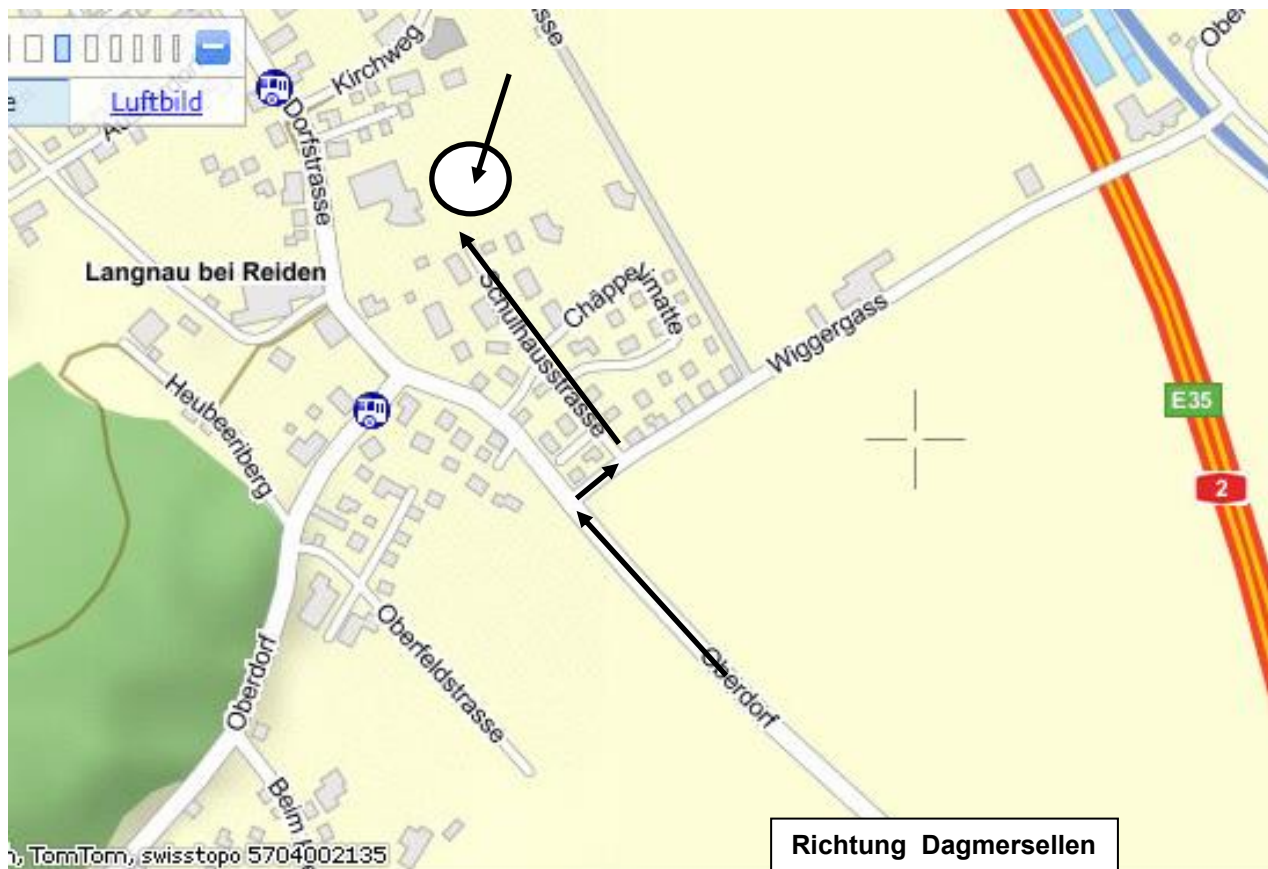 Luftbild
Kirchweg
Dorfstrasse
Langnau bei Reiden
Schulhausstrasse
Chäppelimatte
Wiggergass
Heubeeriberg
E35
2
Oberdorf
Oberfeldstrasse
Oberdorf
Beim
TomTom, swisstopo 5704002135
Richtung Dagmersellen